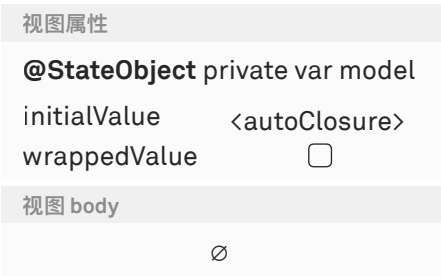 视图属性
@StateObject private var model
initialValue <autoClosure>
wrappedValue
视图 body
∅